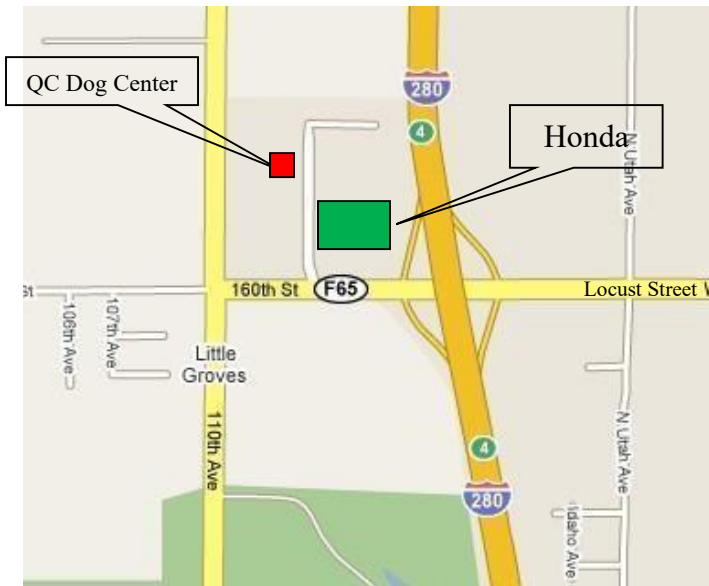 QC Dog Center
280
4
Honda
N Utah Ave
160th St
F65
Locust Street W
St
106th Ave
107th Ave
Little
Groves
110th Ave
N Utah Ave
4
280
Idaho Ave